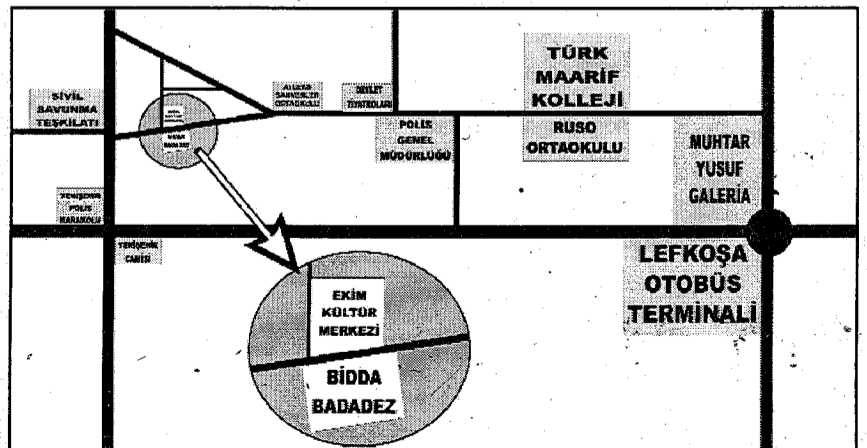 TÜRK
MAARİF
KOLLEJİ
SİVİL
SAVUNMA
TEŞKİLATI
DEVLET
TİYATROLARI
ORTAOKULU
POLİS
GENEL
MÜDÜRLÜĞÜ
RUSO
ORTAOKULU
MUHTAR
YUSUF
GALERİA
YENİŞEHİR
POLİS
KARAKOLU
YENİŞEHİR
CAMİSİ
LEFKOŞA
OTOBÜS
TERMİNALİ
EKİM
KÜLTÜR
MERKEZİ
BİDDA
BADADEZ